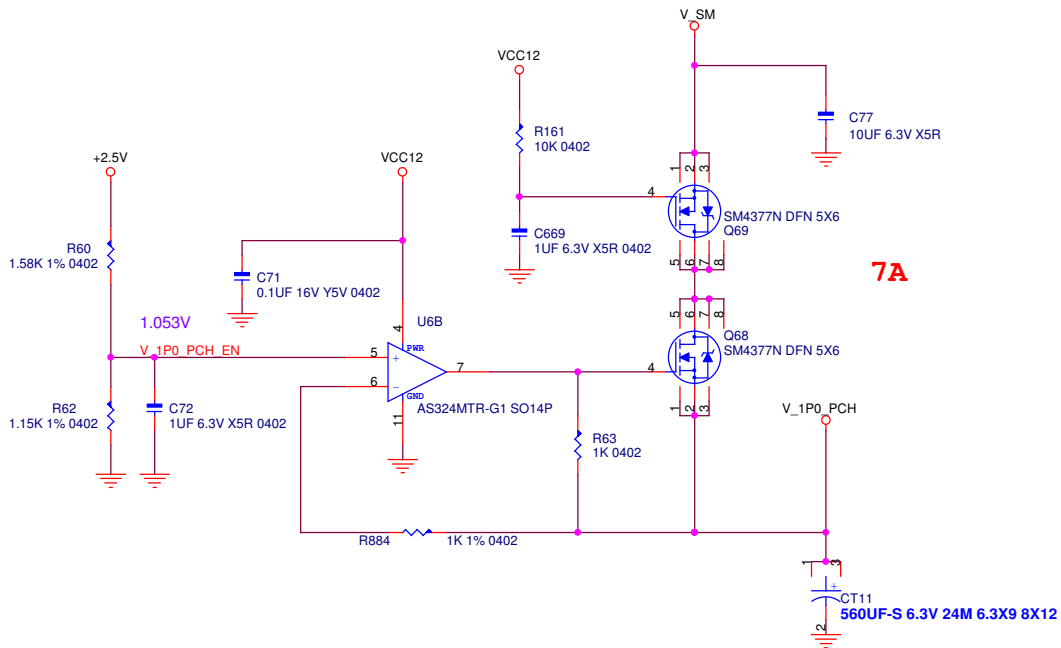 V_SM
VCC12
C77
10UF 6.3V X5R
R161
10K 0402
+2.5V
VCC12
1 2 3
4
SM4377N DFN 5X6
Q69
C669
1UF 6.3V X5R 0402
5 6 7 8
R60
1.58K 1% 0402
C71
0.1UF 16V Y5V 0402
7A
1.053V
U6B
5 6 7 8
Q68
SM4377N DFN 5X6
4
V_1P0_PCH_EN
5
+
PWR
7
4
6
-
GND
AS324MTR-G1 SO14P
11
1 2 3
R62
1.15K 1% 0402
C72
1UF 6.3V X5R 0402
V_1P0_PCH
R63
1K 0402
R884
1K 1% 0402
1 3
+
CT11
560UF-S 6.3V 24M 6.3X9 8X12
2